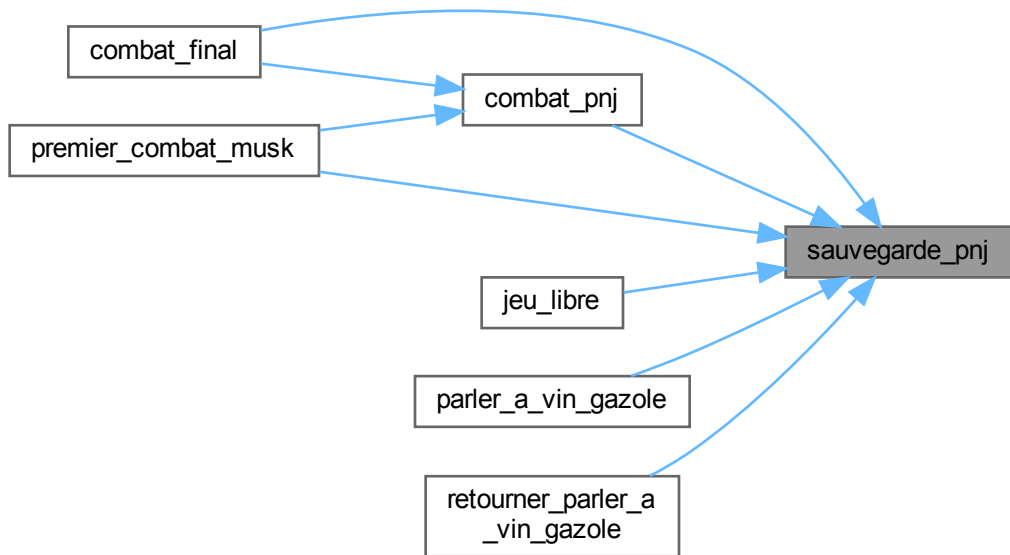 combat_final
combat_pnj
premier_combat_musk
sauvegarde_pnj
jeu_libre
parler_a_vin_gazole
retourner_parler_a
_vin_gazole